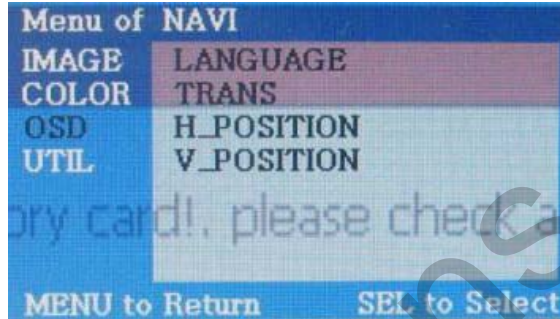 Menu of NAVI
IMAGE LANGUAGE
COLOR TRANS
OSD H_POSITION
UTIL V_POSITION
ory card!, please check a
MENU to Return SEL to Select